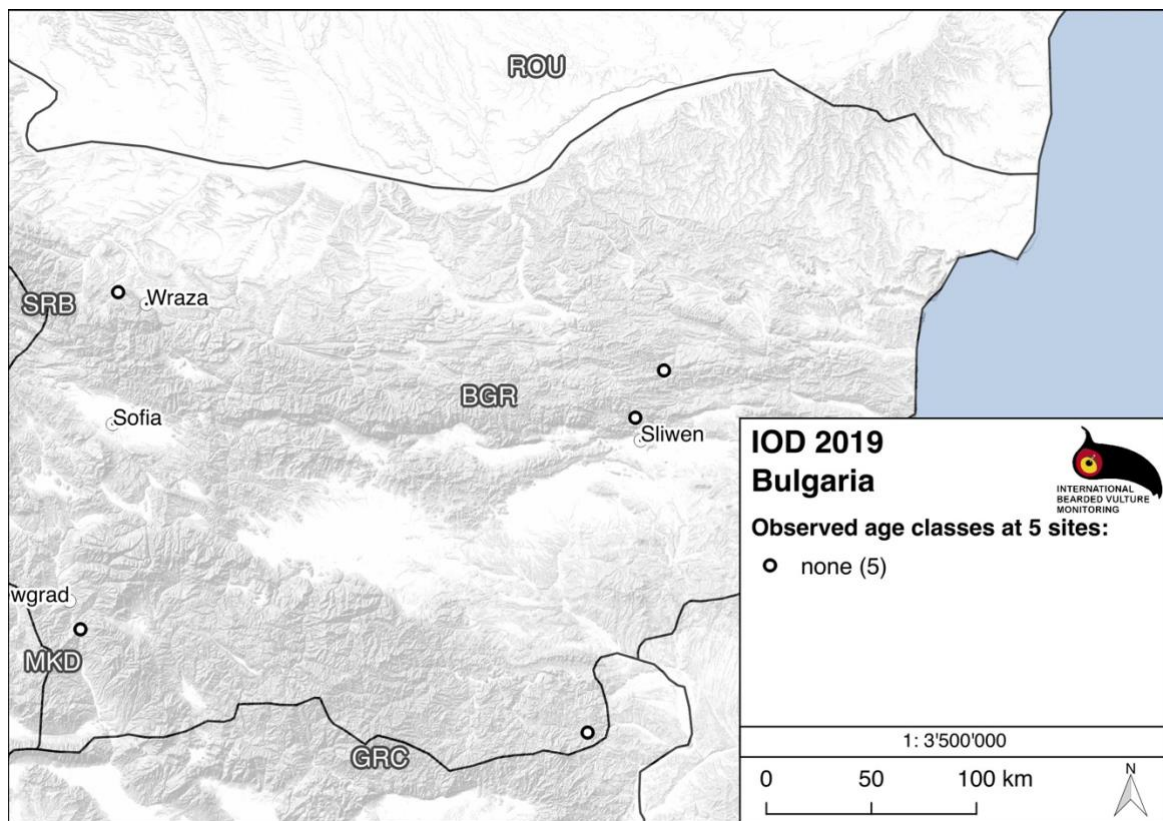 ROU
SRB
Wraza
BGR
Sofia
Sliwen
wgrad
MKD
GRC
IOD 2019
Bulgaria
INTERNATIONAL
BEARDED VULTURE
MONITORING
Observed age classes at 5 sites:
none (5)
1: 3'500'000
0 50 100 km
N